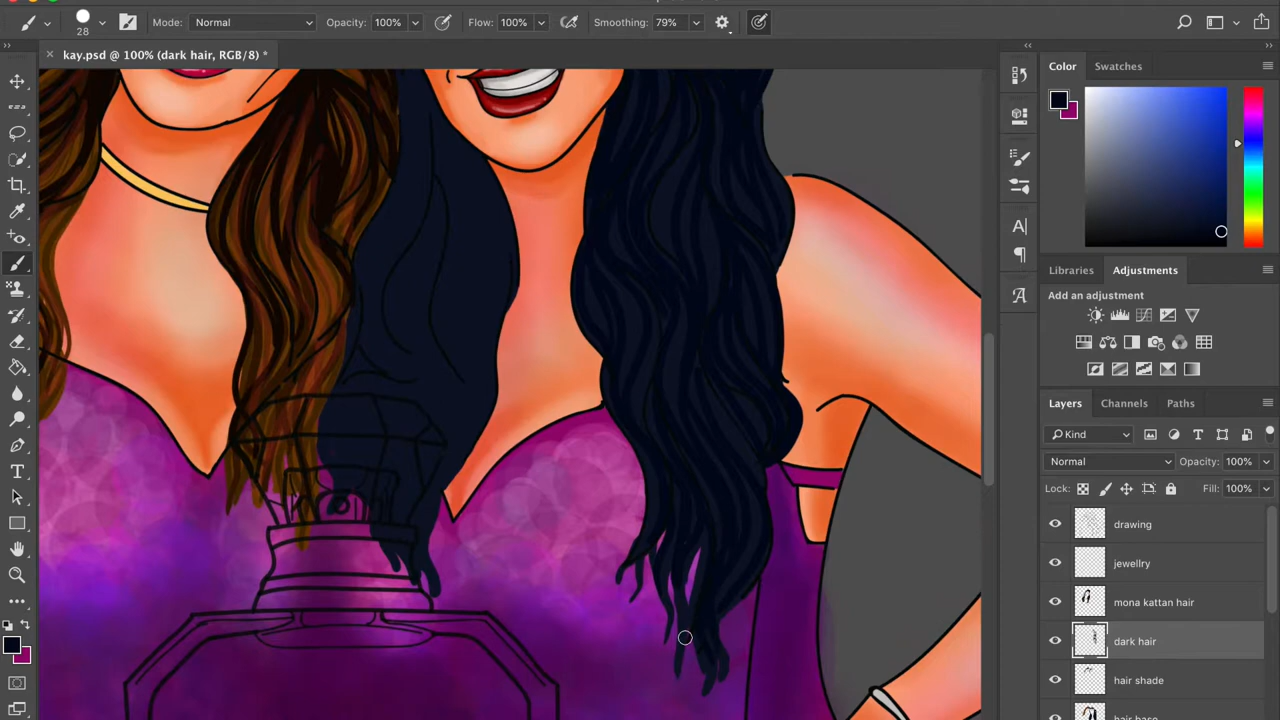 28 Mode: Normal Opacity: 100% Flow: 100% Smoothing: 79%
kay.psd @ 100% (dark hair, RGB/8) *
Color Swatches
Libraries Adjustments
Add an adjustment
Layers Channels Paths
Kind
Normal Opacity: 100%
Lock: Fill: 100%
drawing
jewellry
mona kattan hair
dark hair
hair shade
hair base